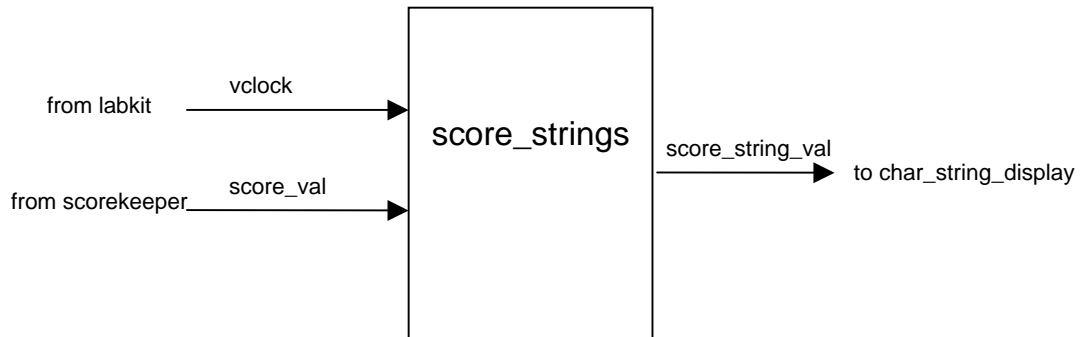 vclock
from labkit
score_strings
score_string_val
to char_string_display
score_val
from scorekeeper